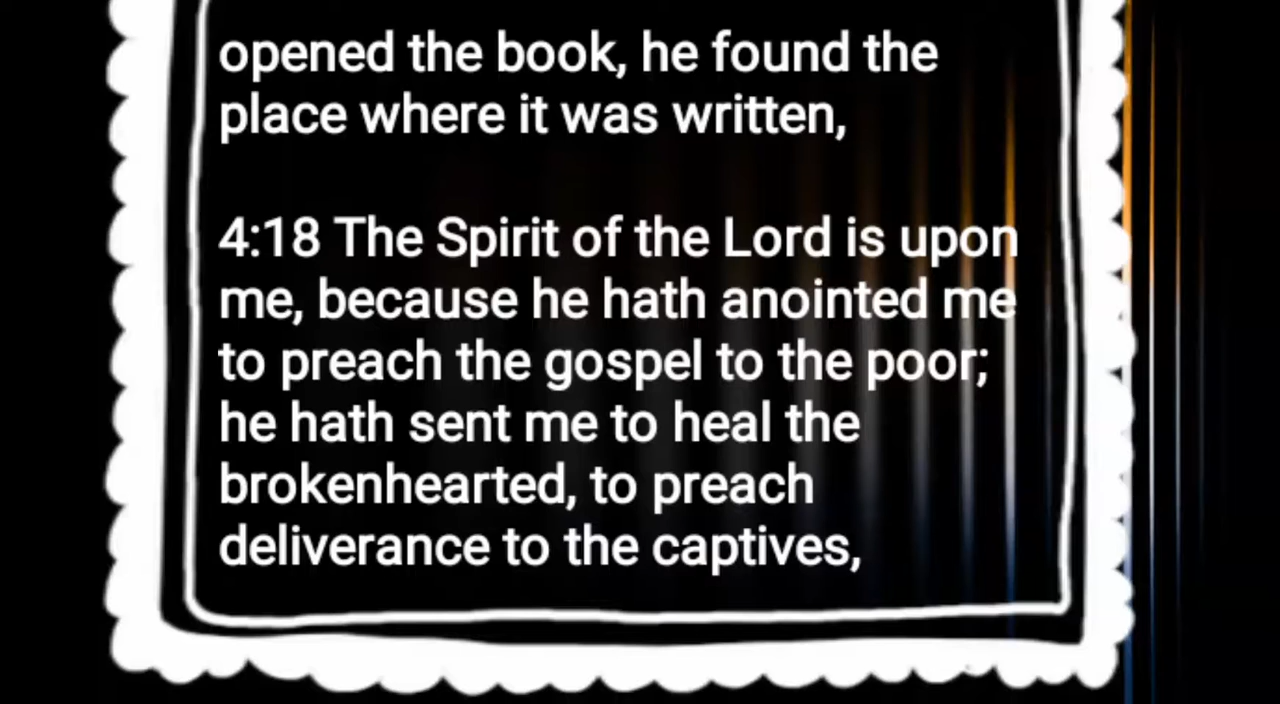 opened the book, he found the
place where it was written,
4:18 The Spirit of the Lord is upon
me, because he hath anointed me
to preach the gospel to the poor;
he hath sent me to heal the
brokenhearted, to preach
deliverance to the captives,